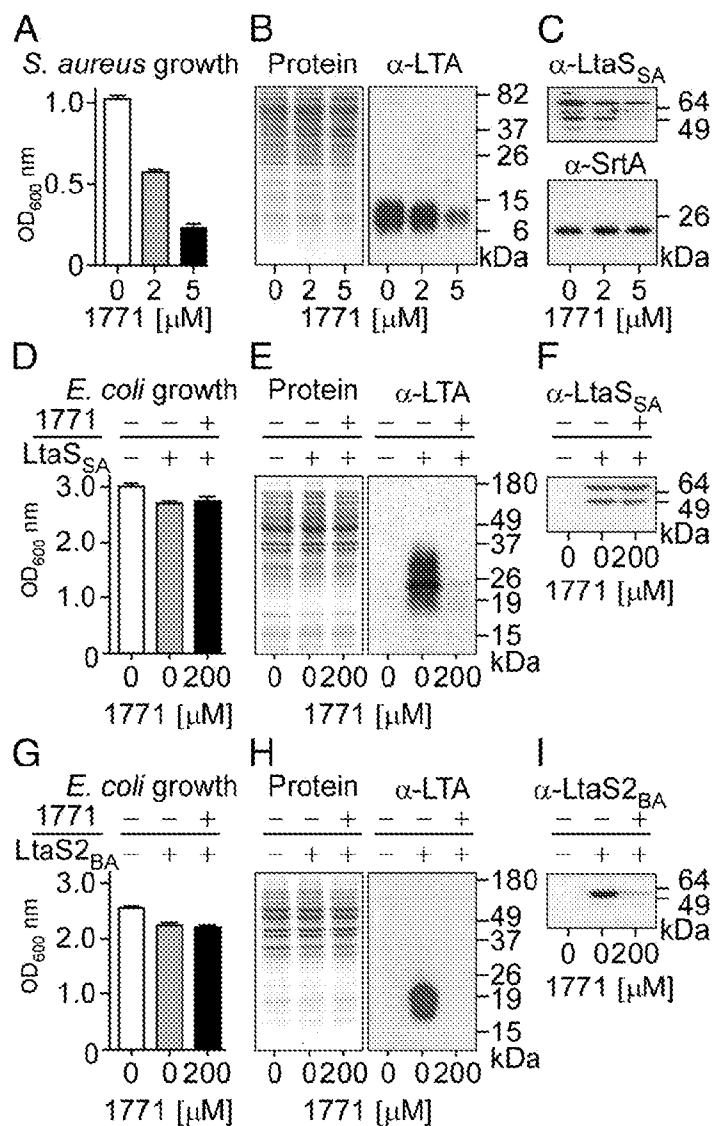 A
S. aureus growth
1.0
0.5
0
OD600 nm
0 2 5
1771 [μM]
B
Protein α-LTA
82
37
26
15
6
kDa
0 2 5 0 2 5
1771 [μM]
C
α-LtaSSA
64
49
α-SrtA
26
kDa
0 2 5
1771 [μM]
D
E. coli growth
1771 – – +
LtaSSA – + +
3.0
2.0
1.0
0
OD600 nm
0 0 200
1771 [μM]
E
Protein α-LTA
– – + – – +
– + + – + +
180
49
37
26
19
15
kDa
0 0 200 0 0 200
1771 [μM]
F
α-LtaSSA
– – +
– + +
64
49
kDa
0 0 200
1771 [μM]
G
E. coli growth
1771 – – +
LtaS2BA – + +
3.0
2.0
1.0
0
OD600 nm
0 0 200
1771 [μM]
H
Protein α-LTA
– – + – – +
– + + – + +
180
49
37
26
19
15
kDa
0 0 200 0 0 200
1771 [μM]
I
α-LtaS2BA
– – +
– + +
64
49
kDa
0 0 200
1771 [μM]